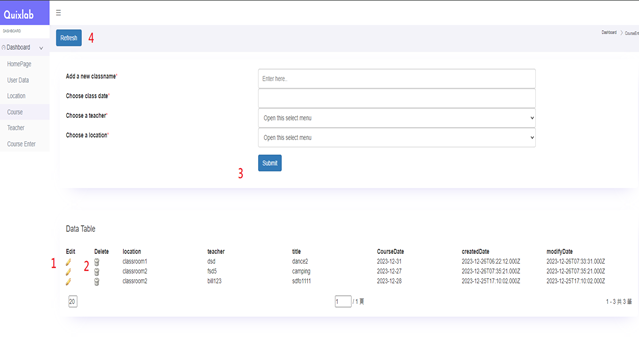 Quixlab
☰
DASHBOARD
Dashboard
HomePage
User Data
Location
Course
Teacher
Course Enter
Refresh
4
Dashboard
Add a new classname*
Enter here..
Choose class date*
Choose a teacher*
Open this select menu
Choose a location*
Open this select menu
3
Submit
Data Table
Edit Delete location teacher title CourseDate createdDate modifyDate
1 2
classroom1 dsd dance2 2023-12-31 2023-12-26T06:22:12.000Z 2023-12-26T07:33:31.000Z
classroom2 fsd5 camping 2023-12-27 2023-12-26T07:35:21.000Z 2023-12-26T07:35:21.000Z
classroom2 bill123 sdfo1111 2023-12-28 2023-12-25T17:10:02.000Z 2023-12-25T17:10:02.000Z
20
1 / 1 頁
1 - 3 共 3 條